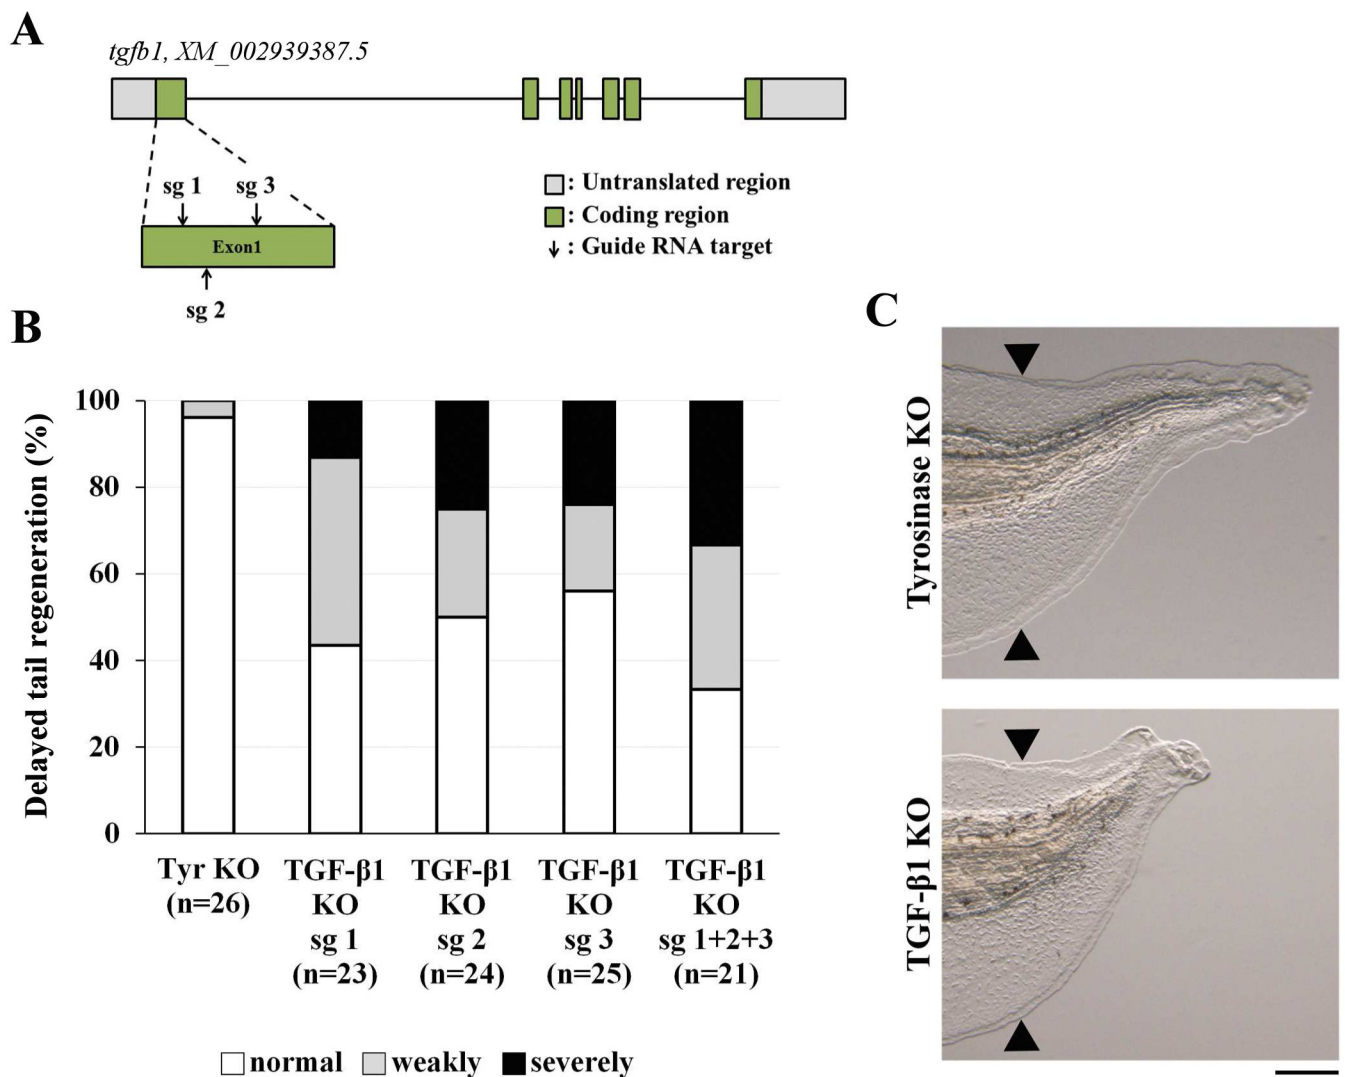 A
tgfb1, XM_002939387.5
sg 1 sg 3
Exon1
sg 2
: Untranslated region
: Coding region
: Guide RNA target
B
Delayed tail regeneration (%)
100
80
60
40
20
0
Tyr KO
(n=26)
TGF-β1
KO
sg 1
(n=23)
TGF-β1
KO
sg 2
(n=24)
TGF-β1
KO
sg 3
(n=25)
TGF-β1
KO
sg 1+2+3
(n=21)
normal weakly severely
C
Tyrosinase KO
TGF-β1 KO